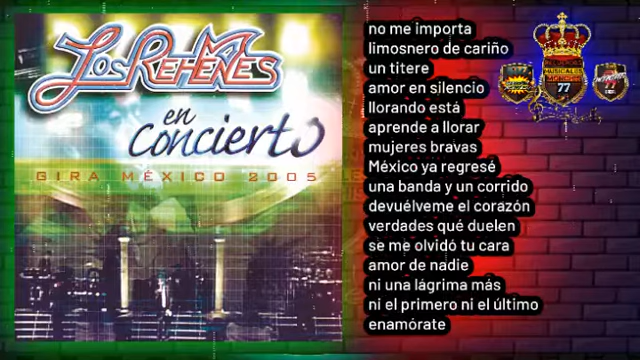 LOS REHENES
en
concierto
GIRA MÉXICO 2005
no me importa
limosnero de cariño
un títere
amor en silencio
llorando está
aprende a llorar
mujeres bravas
México ya regresé
una banda y un corrido
devuélveme el corazón
verdades qué duelen
se me olvidó tu cara
amor de nadie
ni una lágrima más
ni el primero ni el último
enamórate
MUSICALES
77